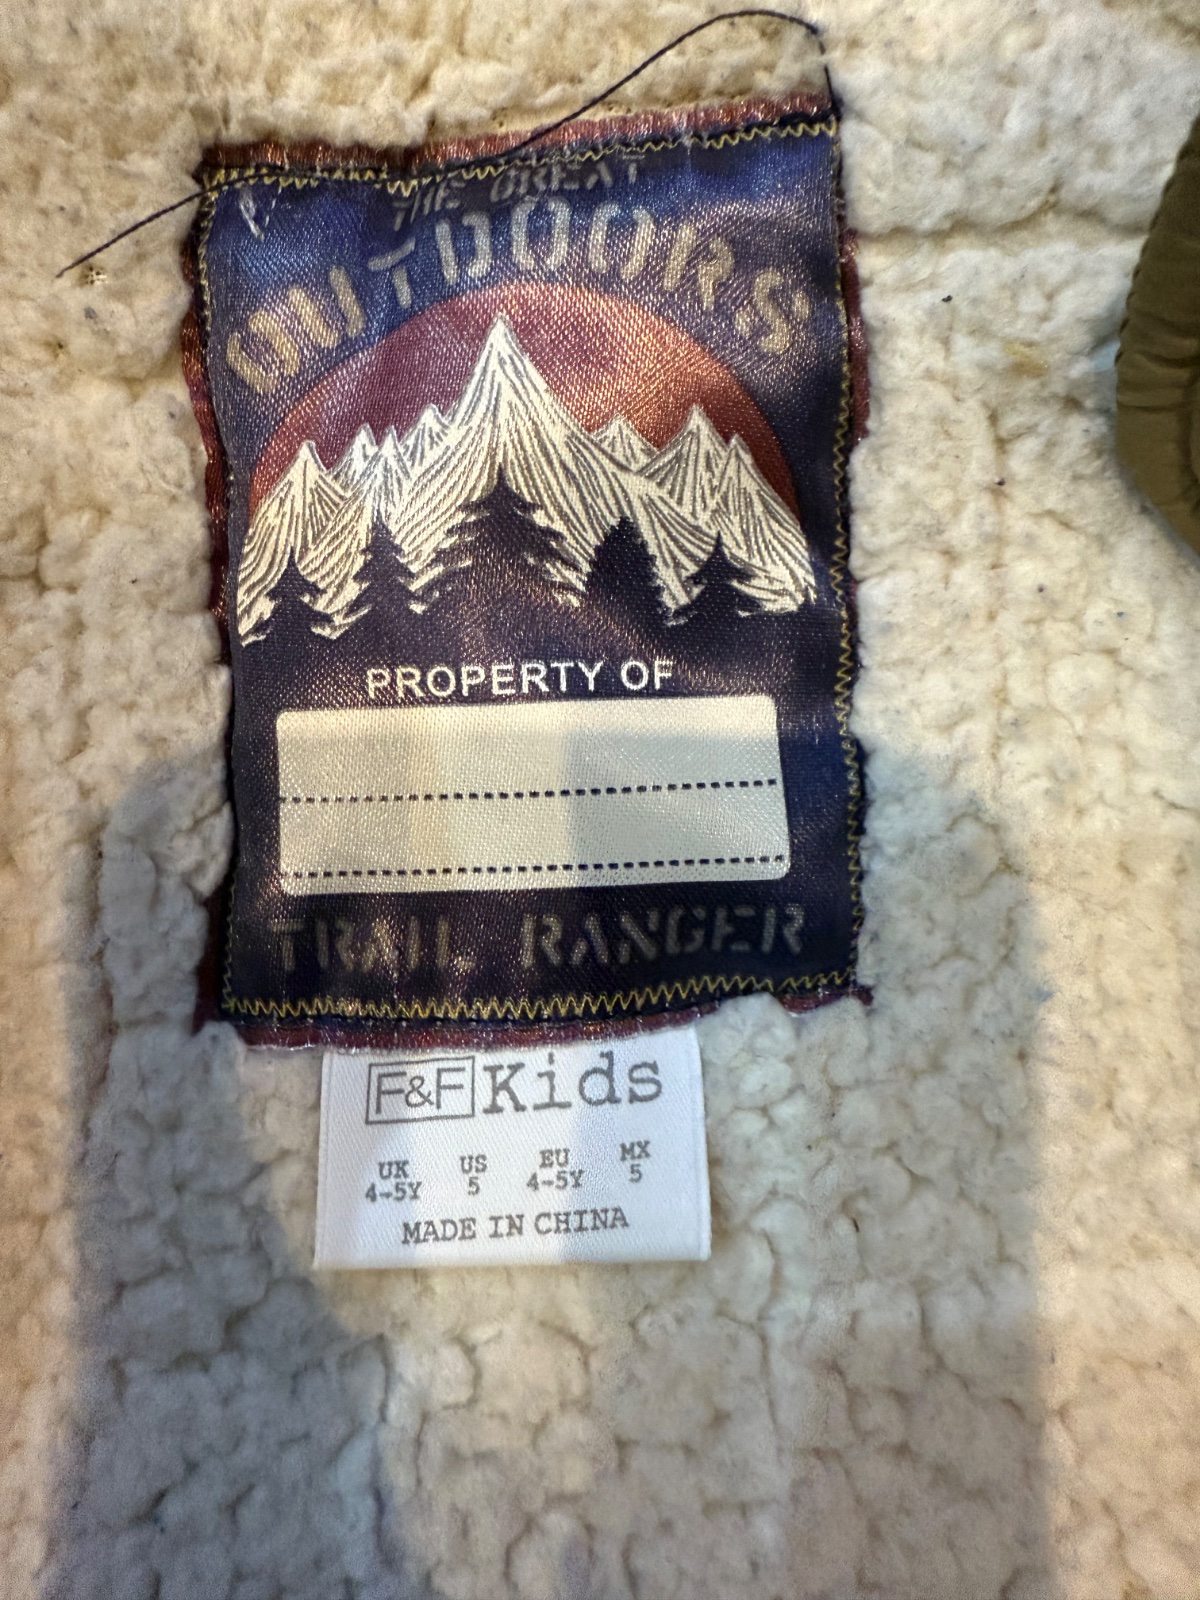 THE GREAT
OUTDOORS
PROPERTY OF
TRAIL RANGER
F&F Kids
UK US EU MX
4-5Y 5 4-5Y 5
MADE IN CHINA